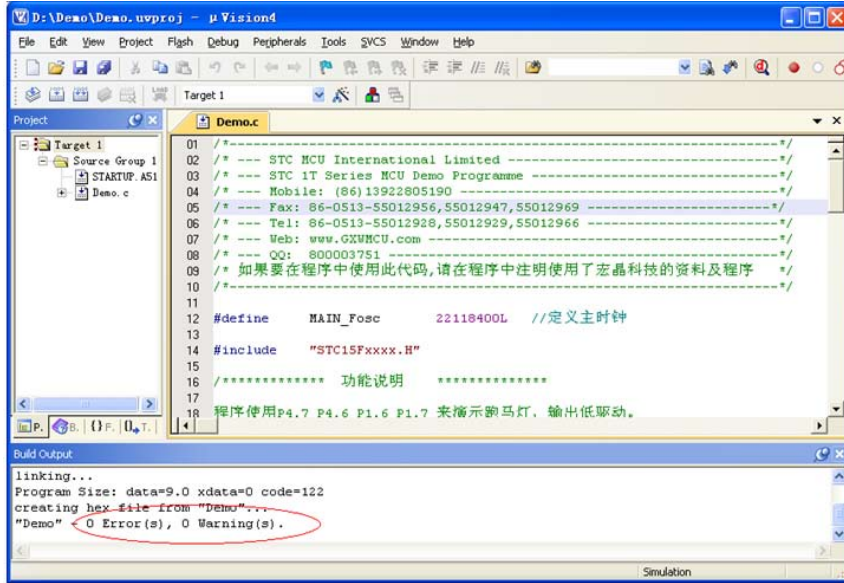 D:\Demo\Demo.uvproj - µVision4
File Edit View Project Flash Debug Peripherals Tools SVCS Window Help
Target 1
Project
Demo.c
Target 1
Source Group 1
STARTUP.A51
Demo.c
01 /*-------------------------------------------------------------*/
02 /* --- STC MCU International Limited ------------------------------*/
03 /* --- STC 1T Series MCU Demo Programme ---------------------------*/
04 /* --- Mobile: (86)13922805190 ------------------------------------*/
05 /* --- Fax: 86-0513-55012956,55012947,55012969 -------------------*/
06 /* --- Tel: 86-0513-55012928,55012929,55012966 --------------------*/
07 /* --- Web: www.GXWMCU.com ----------------------------------------*/
08 /* --- QQ: 800003751 ----------------------------------------------*/
09 /* 如果要在程序中使用此代码,请在程序中注明使用了宏晶科技的资料及程序 */
10 /*-------------------------------------------------------------*/
11
12 #define MAIN_Fosc 22118400L //定义主时钟
13
14 #include "STC15Fxxxx.H"
15
16 /************* 功能说明 **************
17
18 程序使用P4.7 P4.6 P1.6 P1.7 来演示跑马灯，输出低驱动。
P. B. {} F. 0 T.
Build Output
linking...
Program Size: data=9.0 xdata=0 code=122
creating hex file from "Demo"...
"Demo" - 0 Error(s), 0 Warning(s).
Simulation